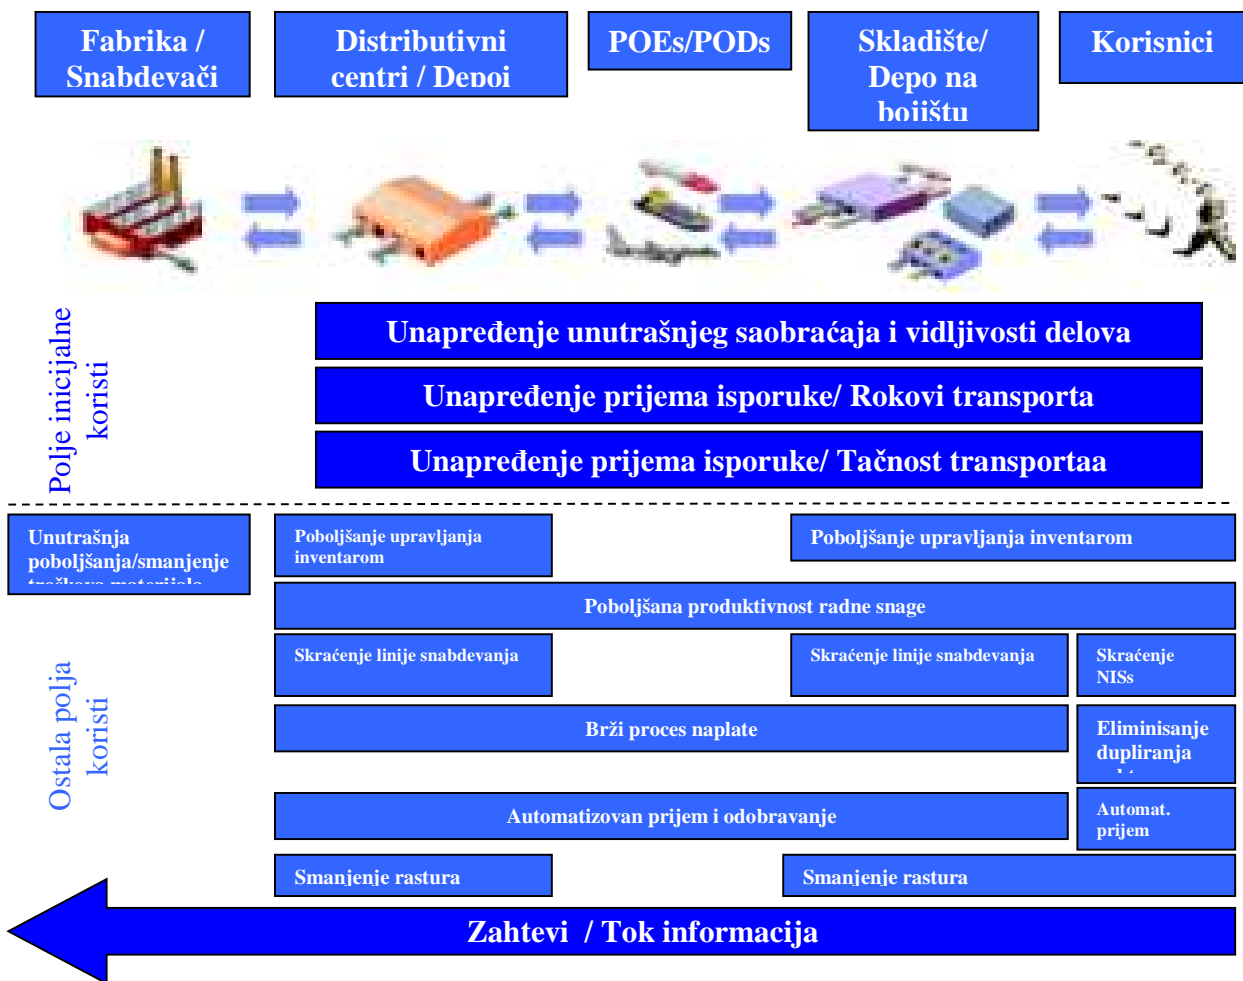 Fabrika /
Snabdevači
Distributivni
centri / Depoi
POEs/PODs
Skladište/
Depo na
bojištu
Korisnici
Polje inicijalne
koristi
Unapređenje unutrašnjeg saobraćaja i vidljivosti delova
Unapređenje prijema isporuke/ Rokovi transporta
Unapređenje prijema isporuke/ Tačnost transportaa
Unutrašnja
poboljšanja/smanjenje
troškova materijala
Poboljšanje upravljanja
inventarom
Poboljšanje upravljanja inventarom
Poboljšana produktivnost radne snage
Ostala polja
koristi
Skraćenje linije snabdevanja
Skraćenje linije snabdevanja
Skraćenje
NISs
Brži proces naplate
Eliminisanje
dupliranja
Automatizovan prijem i odobravanje
Automat.
prijem
Smanjenje rastura
Smanjenje rastura
Zahtevi / Tok informacija